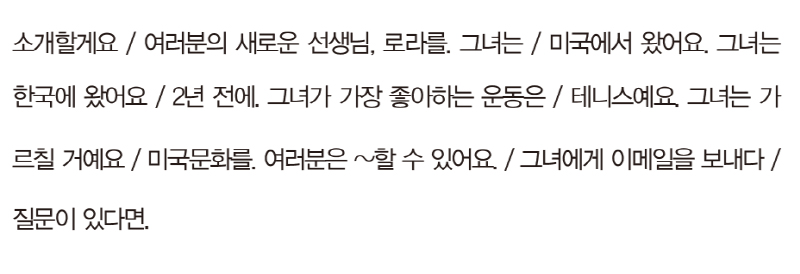 소개할게요 / 여러분의 새로운 선생님, 로라를. 그녀는 / 미국에서 왔어요. 그녀는
한국에 왔어요 / 2년 전에. 그녀가 가장 좋아하는 운동은 / 테니스예요. 그녀는 가
르칠 거예요 / 미국문화를. 여러분은 ~할 수 있어요. / 그녀에게 이메일을 보내다 /
질문이 있다면.